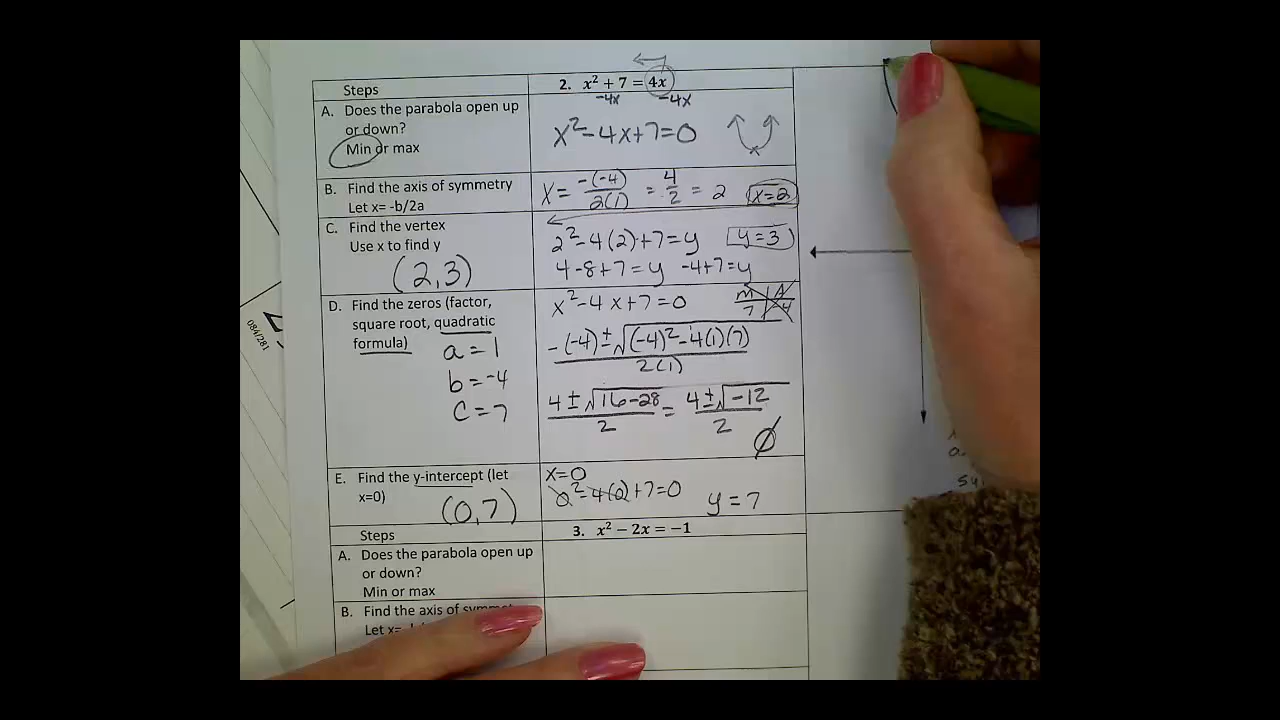 Steps
2. x² + 7 = 4x
-4x -4x
A. Does the parabola open up
or down?
Min or max
x² - 4x + 7 = 0
B. Find the axis of symmetry
Let x= -b/2a
x = -(-4)/2(1) = 4/2 = 2 x=2
C. Find the vertex
Use x to find y
(2,3)
2² - 4(2) + 7 = y y = 3
4 - 8 + 7 = y -4+7=y
D. Find the zeros (factor,
square root, quadratic
formula)
a = 1
b = -4
c = 7
x² - 4x + 7 = 0
M A
7 4
-(-4) ± √(-4)² - 4(1)(7)
2(1)
4 ± √16-28 / 2 = 4 ± √-12 / 2
∅
E. Find the y-intercept (let
x=0)
(0,7)
x=0
0² - 4(0) + 7 = 0 y = 7
Steps
3. x² − 2x = −1
A. Does the parabola open up
or down?
Min or max
B. Find the axis of
Let x=
084/281